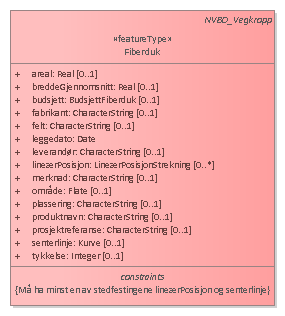 NVBD_Vegkropp
«featureType»
Fiberduk
+ areal: Real [0..1]
+ breddeGjennomsnitt: Real [0..1]
+ budsjett: BudsjettFiberduk [0..1]
+ fabrikant: CharacterString [0..1]
+ felt: CharacterString [0..1]
+ leggedato: Date
+ leverandør: CharacterString [0..1]
+ lineærPosisjon: LineærPosisjonStrekning [0..*]
+ merknad: CharacterString [0..1]
+ område: Flate [0..1]
+ plassering: CharacterString [0..1]
+ produktnavn: CharacterString [0..1]
+ prosjektreferanse: CharacterString [0..1]
+ senterlinje: Kurve [0..1]
+ tykkelse: Integer [0..1]
constraints
{Må ha minst en av stedfestingene lineærPosisjon og senterlinje}